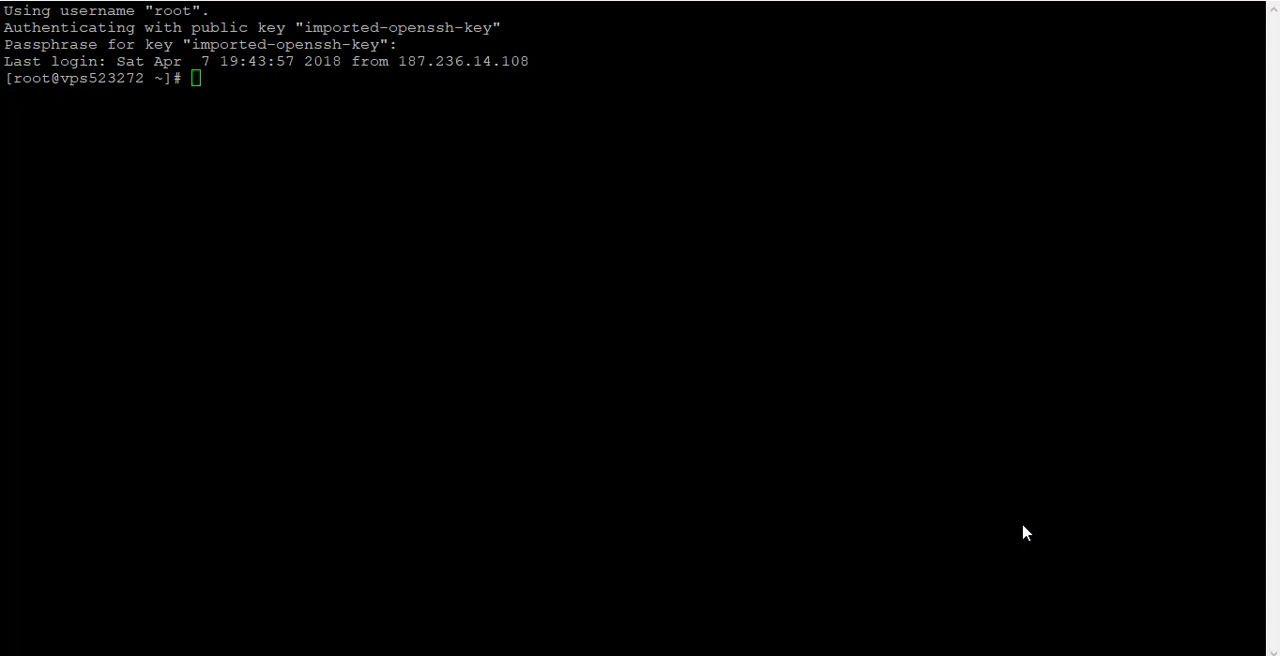 Using username "root".
Authenticating with public key "imported-openssh-key"
Passphrase for key "imported-openssh-key":
Last login: Sat Apr  7 19:43:57 2018 from 187.236.14.108
[root@vps523272 ~]#